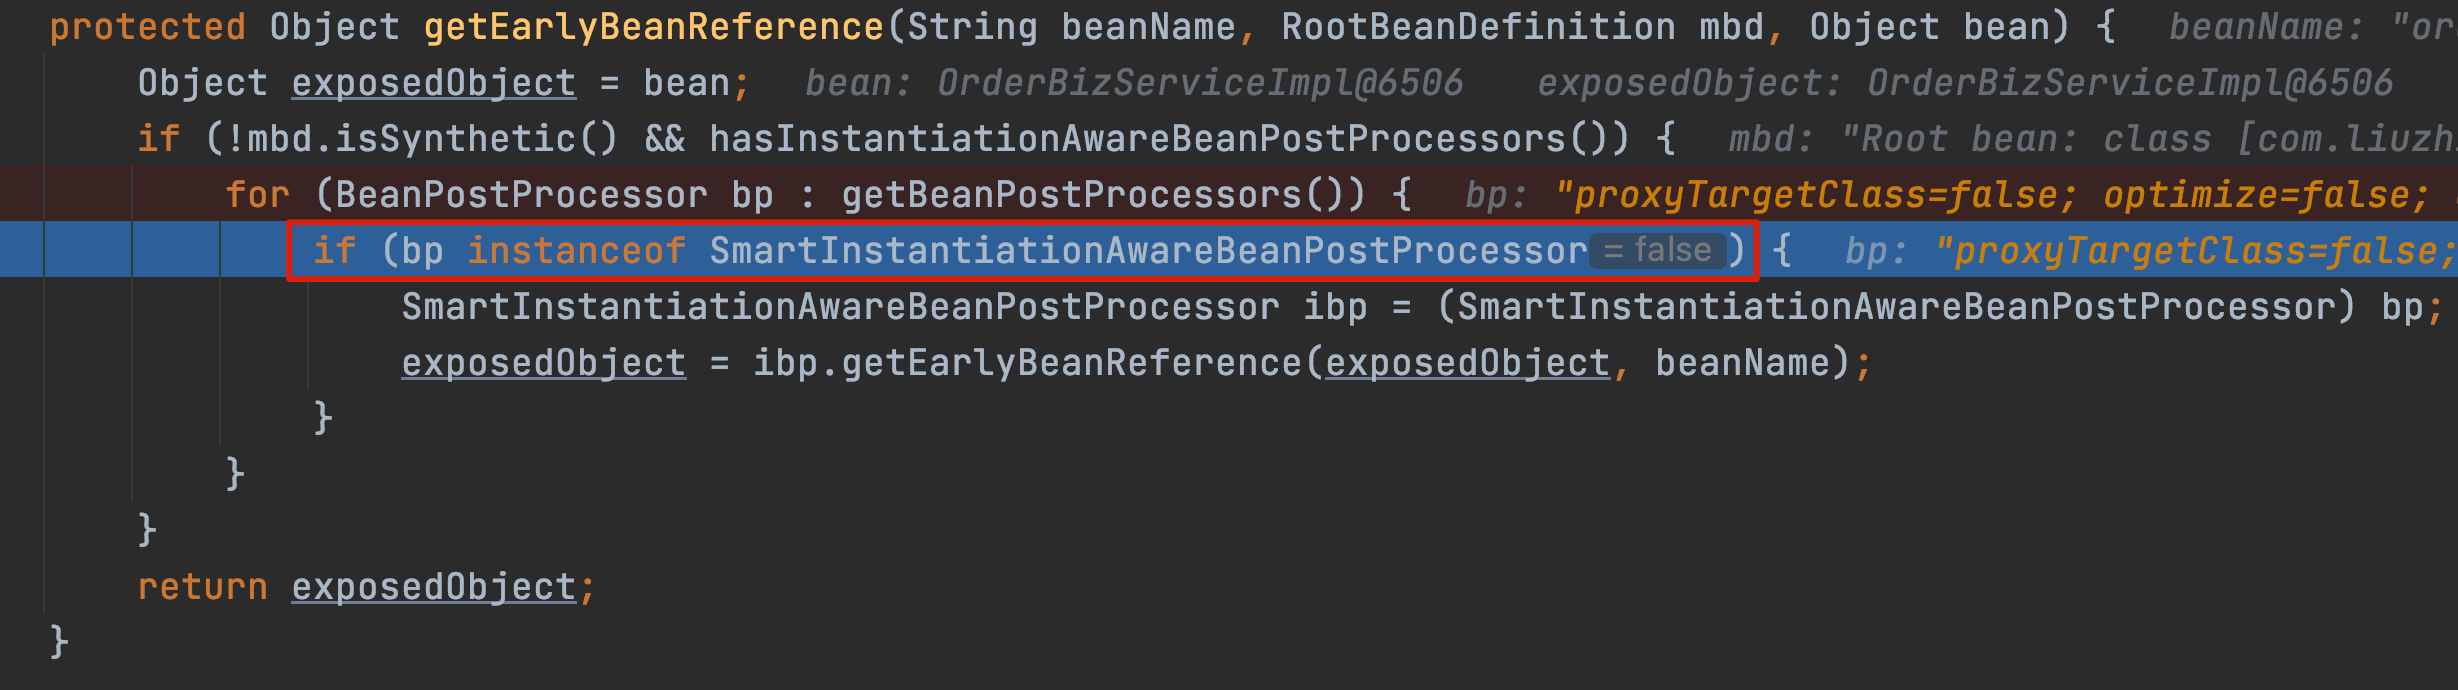 protected Object getEarlyBeanReference(String beanName, RootBeanDefinition mbd, Object bean) { beanName: "or
Object exposedObject = bean; bean: OrderBizServiceImpl@6506 exposedObject: OrderBizServiceImpl@6506
if (!mbd.isSynthetic() && hasInstantiationAwareBeanPostProcessors()) { mbd: "Root bean: class [com.liuzh
for (BeanPostProcessor bp : getBeanPostProcessors()) { bp: "proxyTargetClass=false; optimize=false;
if (bp instanceof SmartInstantiationAwareBeanPostProcessor = false ) { bp: "proxyTargetClass=false;
SmartInstantiationAwareBeanPostProcessor ibp = (SmartInstantiationAwareBeanPostProcessor) bp;
exposedObject = ibp.getEarlyBeanReference(exposedObject, beanName);
}
}
}
return exposedObject;
}